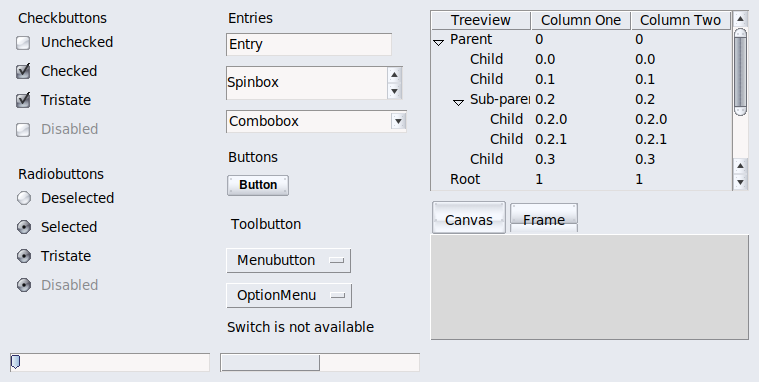 Checkbuttons
Unchecked
Checked
Tristate
Disabled
Radiobuttons
Deselected
Selected
Tristate
Disabled
Entries
Entry
Spinbox
Combobox
Buttons
Button
Toolbutton
Menubutton
OptionMenu
Switch is not available
Treeview Column One Column Two
Parent 0 0
Child 0.0 0.0
Child 0.1 0.1
Sub-paren 0.2 0.2
Child 0.2.0 0.2.0
Child 0.2.1 0.2.1
Child 0.3 0.3
Root 1 1
Canvas Frame